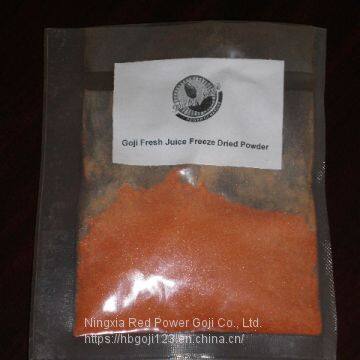 Goji Fresh Juice Freeze Dried Powder
Ningxia Red Power Goji Co., Ltd.
https://hbgoji123.en.china.cn/